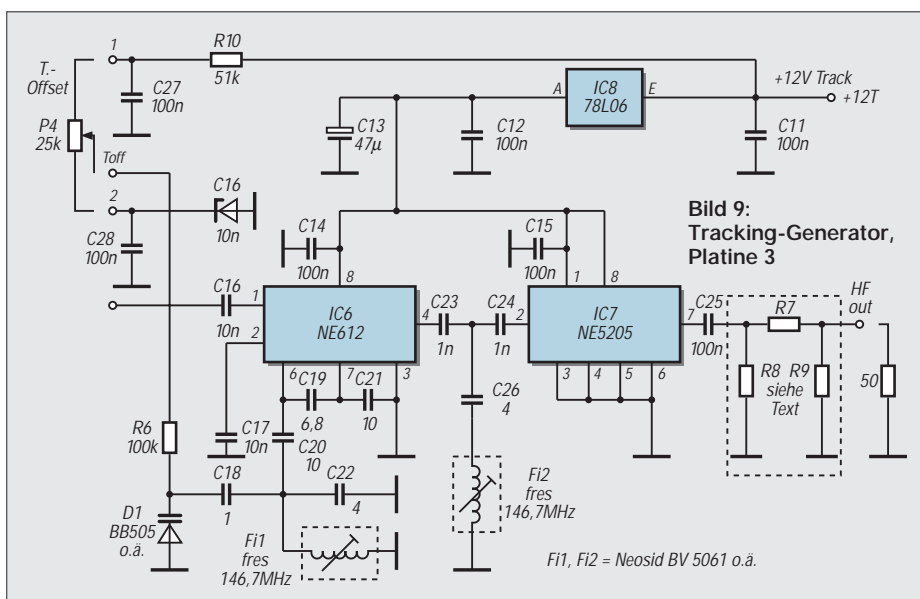 1
R10
51k
T.-
Offset
C27
100n
P4
25k
Toff
2
C28
100n
C16
10n
C13
47µ
C12
100n
A
IC8
78L06
E
+12V Track
+12T
C11
100n
Bild 9:
Tracking-Generator,
Platine 3
C14
100n
8
C15
100n
1
8
C16
10n
1
2
IC6
NE612
4
6
7
3
C23
1n
C24
1n
2
IC7
NE5205
7
3
4
5
6
C25
100n
R7
HF
out
R8
R9
siehe
Text
50
C19
6,8
C21
10
C26
4
R6
100k
C17
10n
C20
10
C18
1
C22
4
D1
BB505
o.ä.
Fi1
fres
146,7MHz
Fi2
fres
146,7MHz
Fi1, Fi2 = Neosid BV 5061 o.ä.